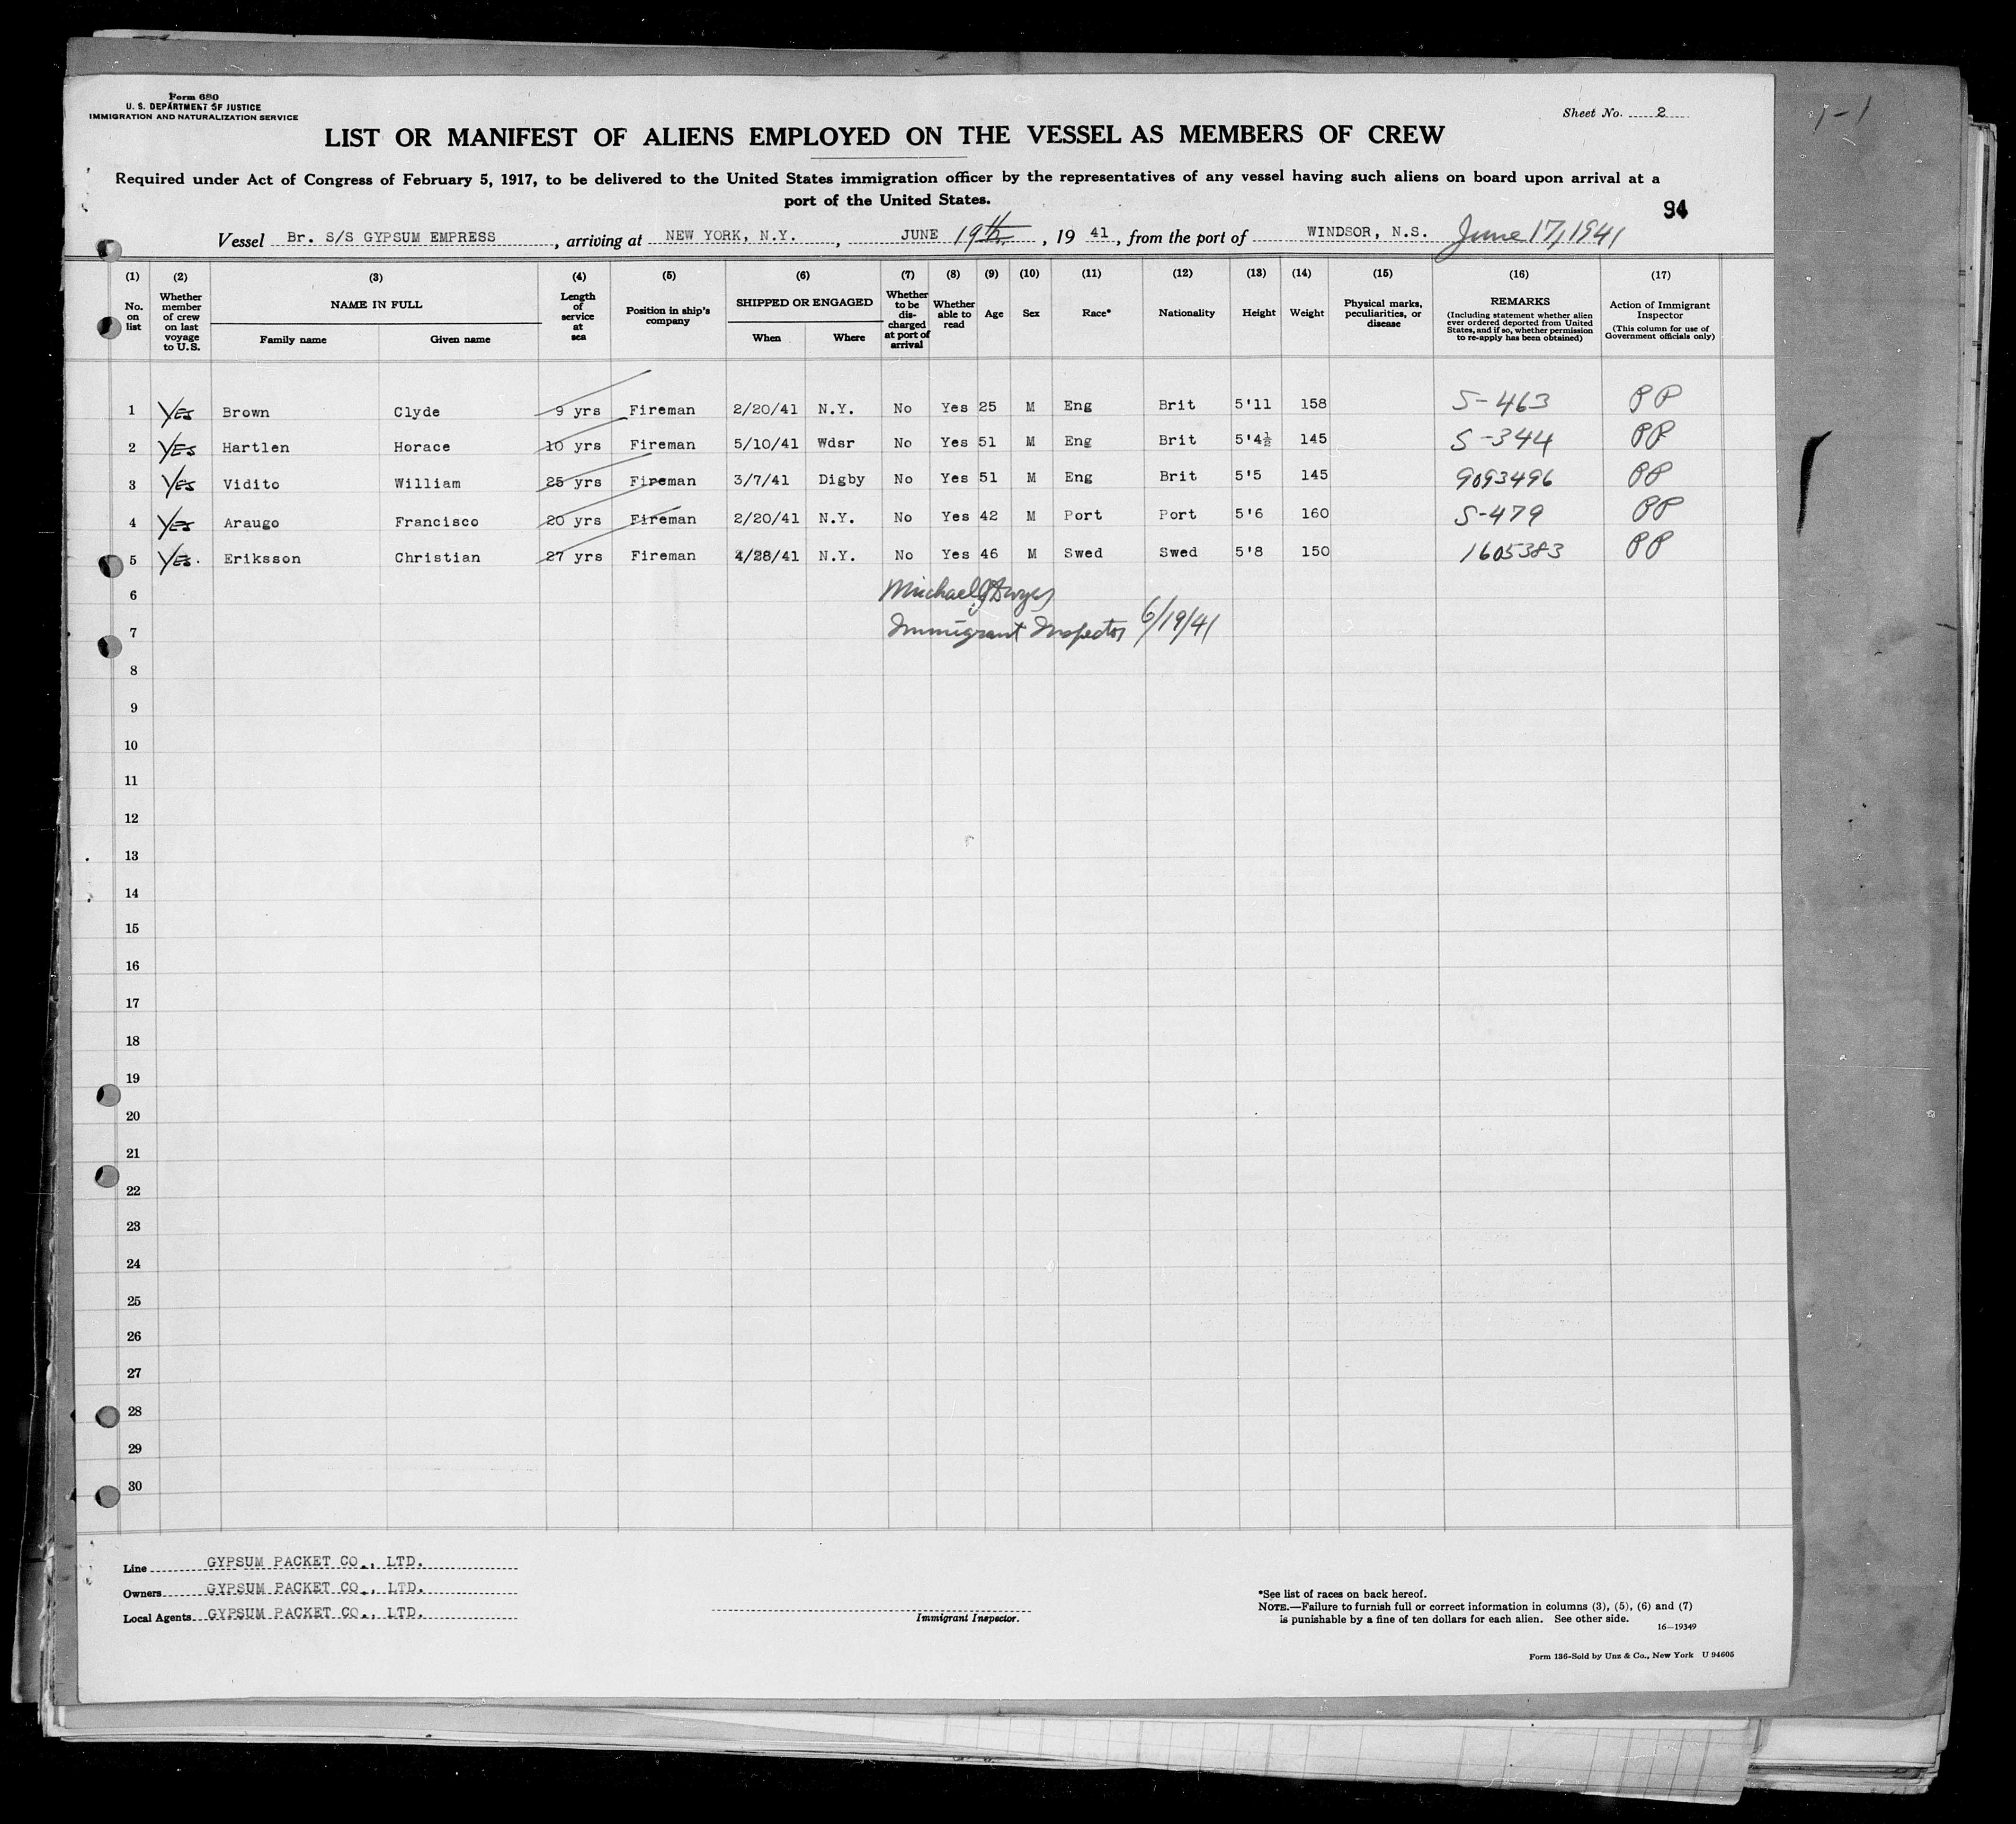 Form 680
U. S. DEPARTMENT OF JUSTICE
IMMIGRATION AND NATURALIZATION SERVICE
Sheet No. 2
LIST OR MANIFEST OF ALIENS EMPLOYED ON THE VESSEL AS MEMBERS OF CREW
Required under Act of Congress of February 5, 1917, to be delivered to the United States immigration officer by the representatives of any vessel having such aliens on board upon arrival at a
port of the United States.
94
Vessel Br. S/S GYPSUM EMPRESS, arriving at NEW YORK, N.Y., JUNE 19th, 19 41, from the port of WINDSOR, N.S. June 17, 1941
(1) (2) (3) (4) (5) (6) (7) (8) (9) (10) (11) (12) (13) (14) (15) (16) (17)
No. on list
Whether member of crew on last voyage to U.S.
NAME IN FULL
Family name
Given name
Length of service at sea
Position in ship's company
SHIPPED OR ENGAGED
When
Where
Whether to be discharged at port of arrival
Whether able to read
Age
Sex
Race*
Nationality
Height
Weight
Physical marks, peculiarities, or disease
REMARKS
(Including statement whether alien ever ordered deported from United States, and if so, whether permission to re-apply has been obtained)
Action of Immigrant Inspector
(This column for use of Government officials only)
1 Yes Brown Clyde 9 yrs Fireman 2/20/41 N.Y. No Yes 25 M Eng Brit 5'11 158 S-463 PP
2 Yes Hartlen Horace 10 yrs Fireman 5/10/41 Wdsr No Yes 51 M Eng Brit 5'4½ 145 S-344 PP
3 Yes Vidito William 25 yrs Fireman 3/7/41 Digby No Yes 51 M Eng Brit 5'5 145 9093496 PP
4 Yes Araugo Francisco 20 yrs Fireman 2/20/41 N.Y. No Yes 42 M Port Port 5'6 160 S-479 PP
5 Yes. Eriksson Christian 27 yrs Fireman 4/28/41 N.Y. No Yes 46 M Swed Swed 5'8 150 1605383 PP
6 Michael J Dwyer
7 Immigrant Inspector 6/19/41
8
9
10
11
12
13
14
15
16
17
18
19
20
21
22
23
24
25
26
27
28
29
30
Line GYPSUM PACKET CO., LTD.
Owners GYPSUM PACKET CO., LTD.
Local Agents GYPSUM PACKET CO., LTD.
Immigrant Inspector.
*See list of races on back hereof.
NOTE.—Failure to furnish full or correct information in columns (3), (5), (6) and (7)
is punishable by a fine of ten dollars for each alien. See other side.
16—19349
Form 136-Sold by Unz & Co., New York U 94605